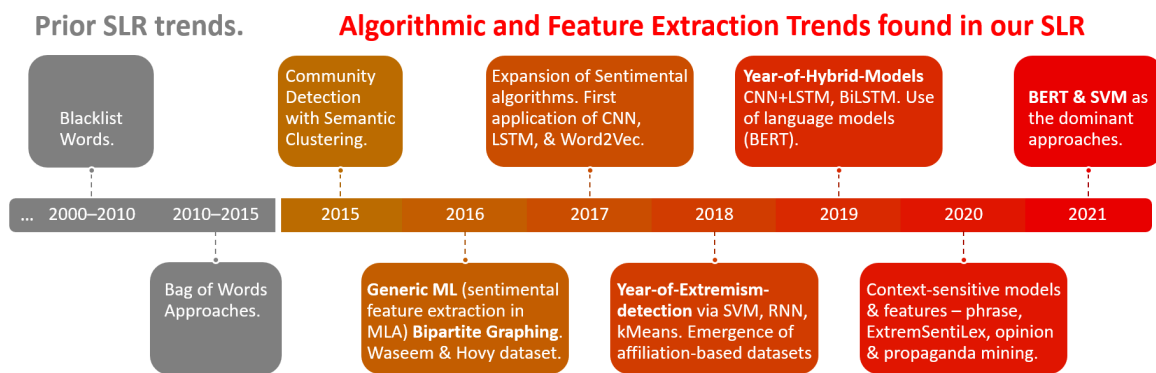 Prior SLR trends.
Algorithmic and Feature Extraction Trends found in our SLR
Blacklist
Words.
Community
Detection
with Semantic
Clustering.
Expansion of Sentimental
algorithms. First
application of CNN,
LSTM, & Word2Vec.
Year-of-Hybrid-Models
CNN+LSTM, BiLSTM. Use
of language models
(BERT).
BERT & SVM as
the dominant
approaches.
... 2000–2010 2010–2015 2015 2016 2017 2018 2019 2020 2021
Bag of Words
Approaches.
Generic ML (sentimental
feature extraction in
MLA) Bipartite Graphing.
Waseem & Hovy dataset.
Year-of-Extremism-
detection via SVM, RNN,
kMeans. Emergence of
affiliation-based datasets
Context-sensitive models
& features – phrase,
ExtremSentiLex, opinion
& propaganda mining.